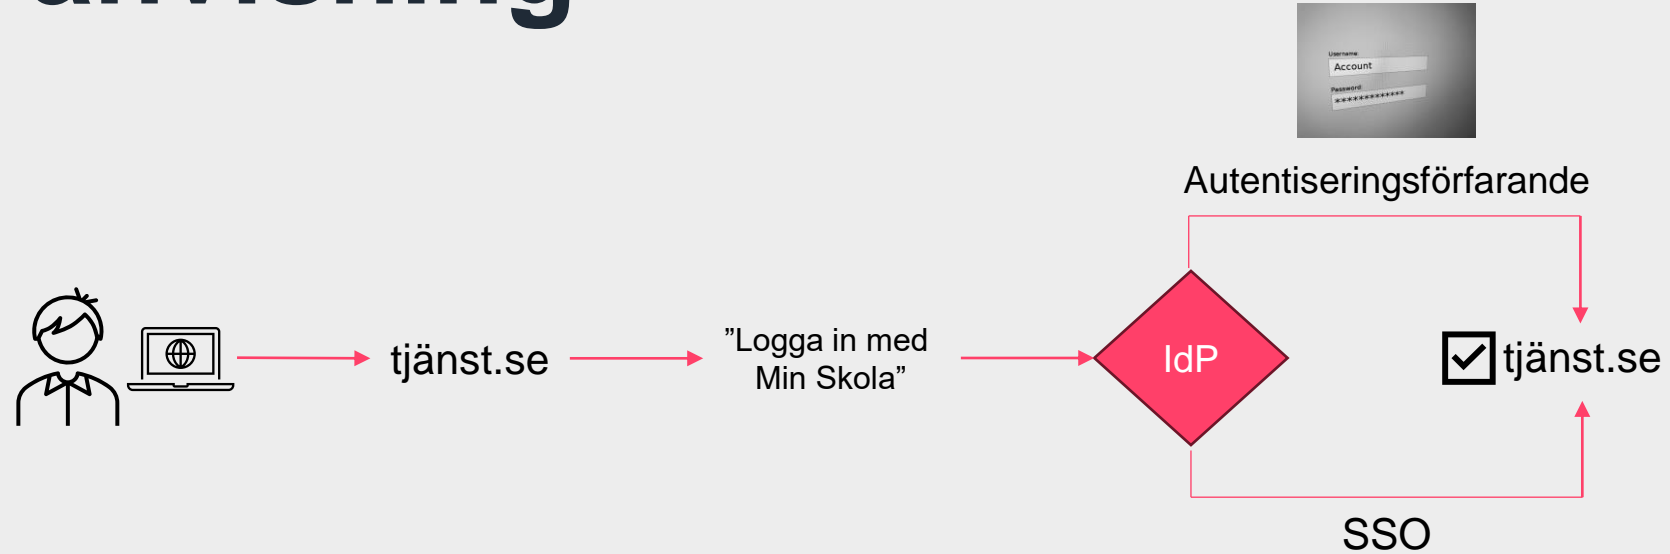 Username:
Account
Password:
*************
Autentiseringsförfarande
tjänst.se
”Logga in med
Min Skola”
IdP
tjänst.se
SSO